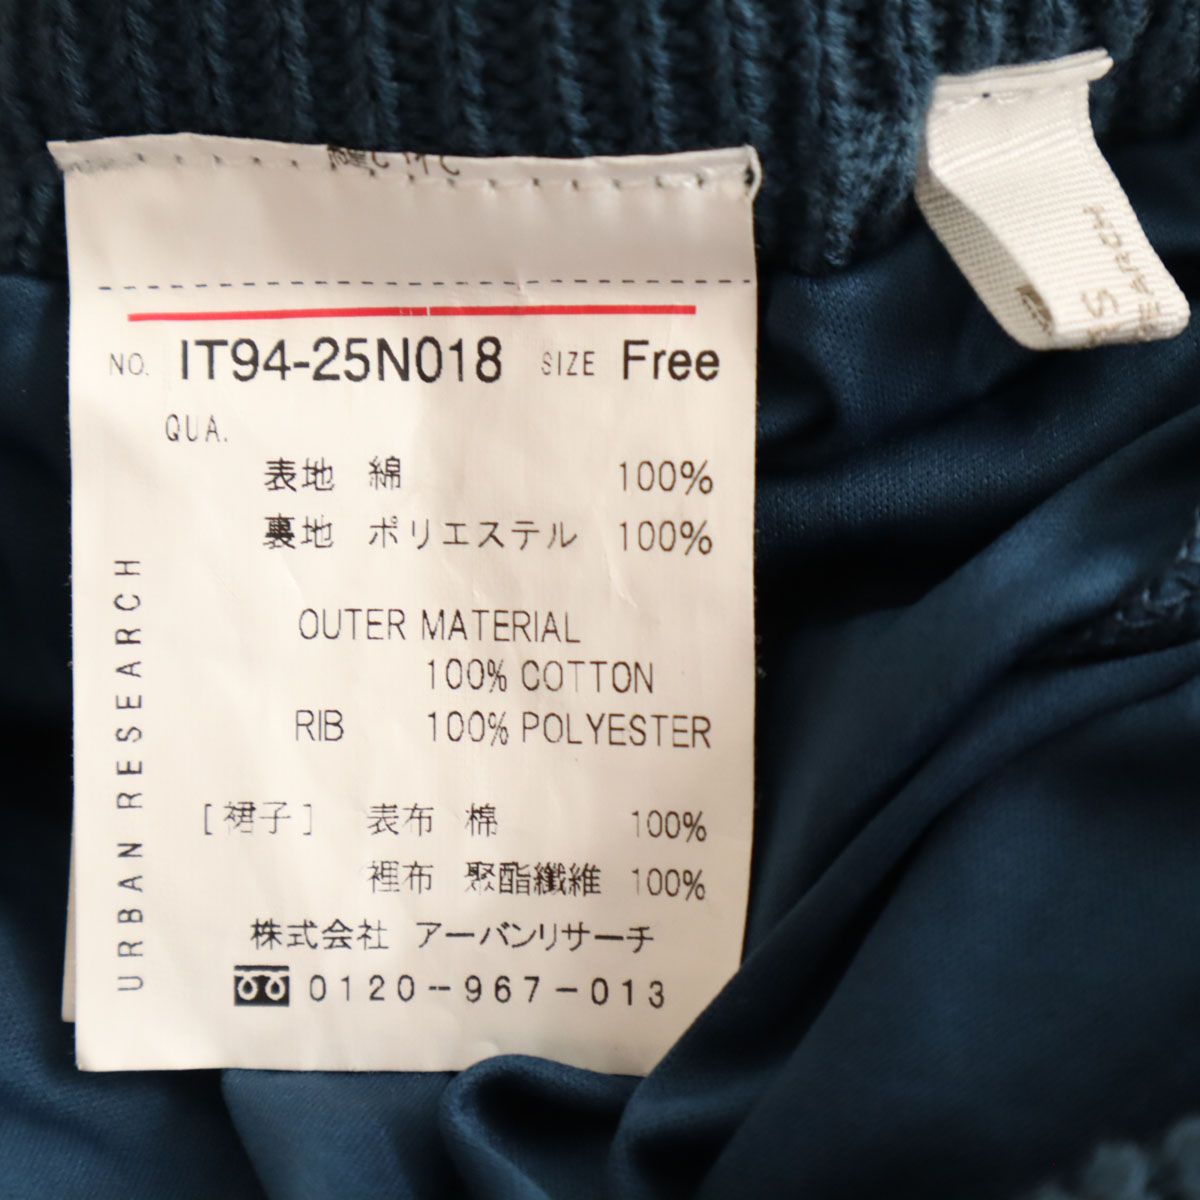 NO. IT94-25N018 SIZE Free
QUA.
表地 綿 100%
裏地 ポリエステル 100%
OUTER MATERIAL
100% COTTON
RIB 100% POLYESTER
[裙子] 表布 棉 100%
裡布 聚酯纖維 100%
株式会社 アーバンリサーチ
0120-967-013
URBAN RESEARCH